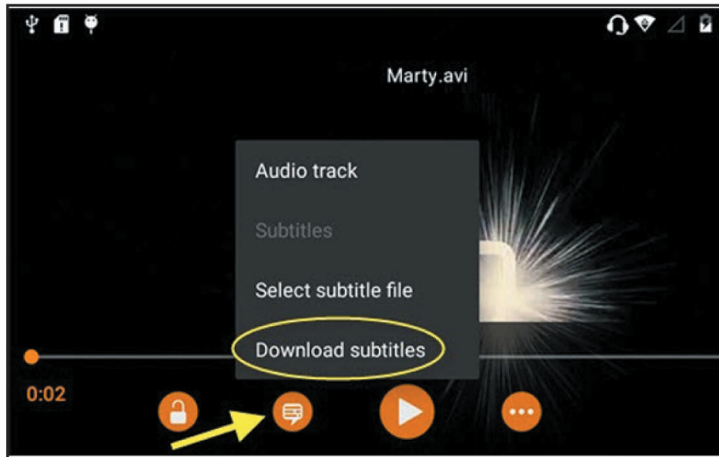 Marty.avi
Audio track
Subtitles
Select subtitle file
Download subtitles
0:02